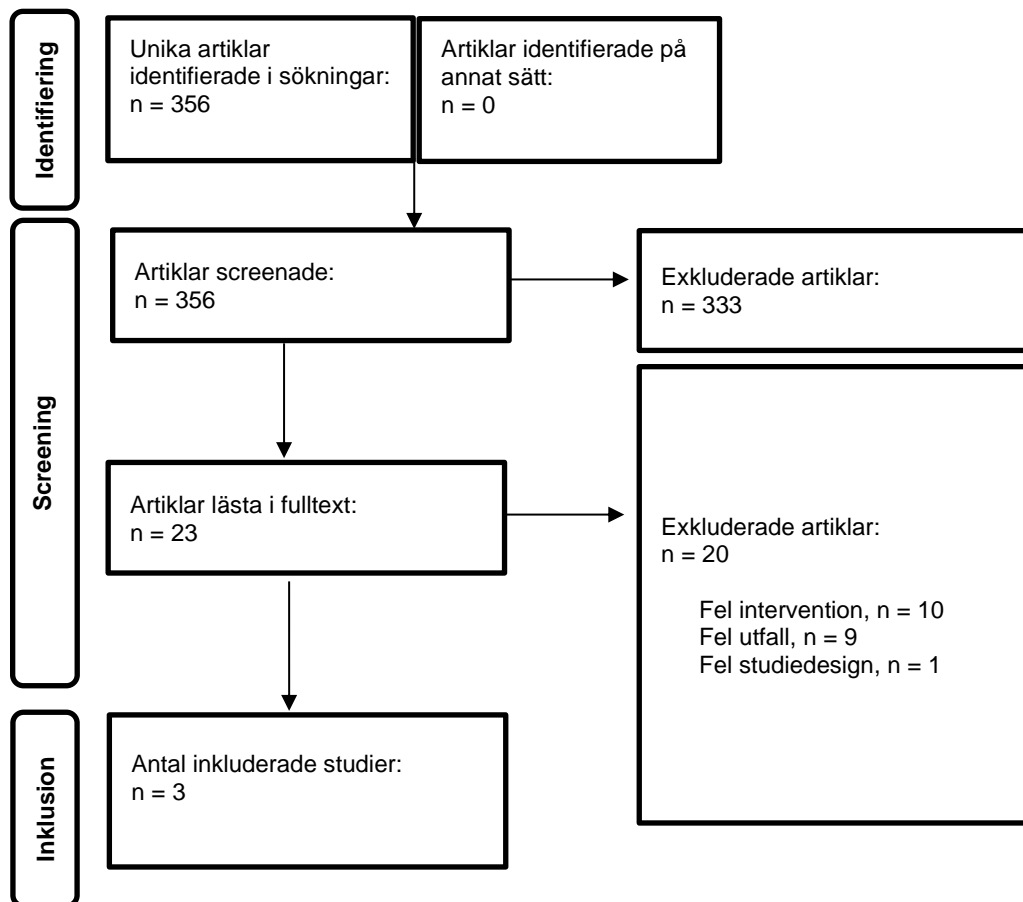 Identifiering
Unika artiklar
identifierade i sökningar:
n = 356
Artiklar identifierade på
annat sätt:
n = 0
Screening
Artiklar screenade:
n = 356
Exkluderade artiklar:
n = 333
Artiklar lästa i fulltext:
n = 23
Exkluderade artiklar:
n = 20
Fel intervention, n = 10
Fel utfall, n = 9
Fel studiedesign, n = 1
Inklusion
Antal inkluderade studier:
n = 3